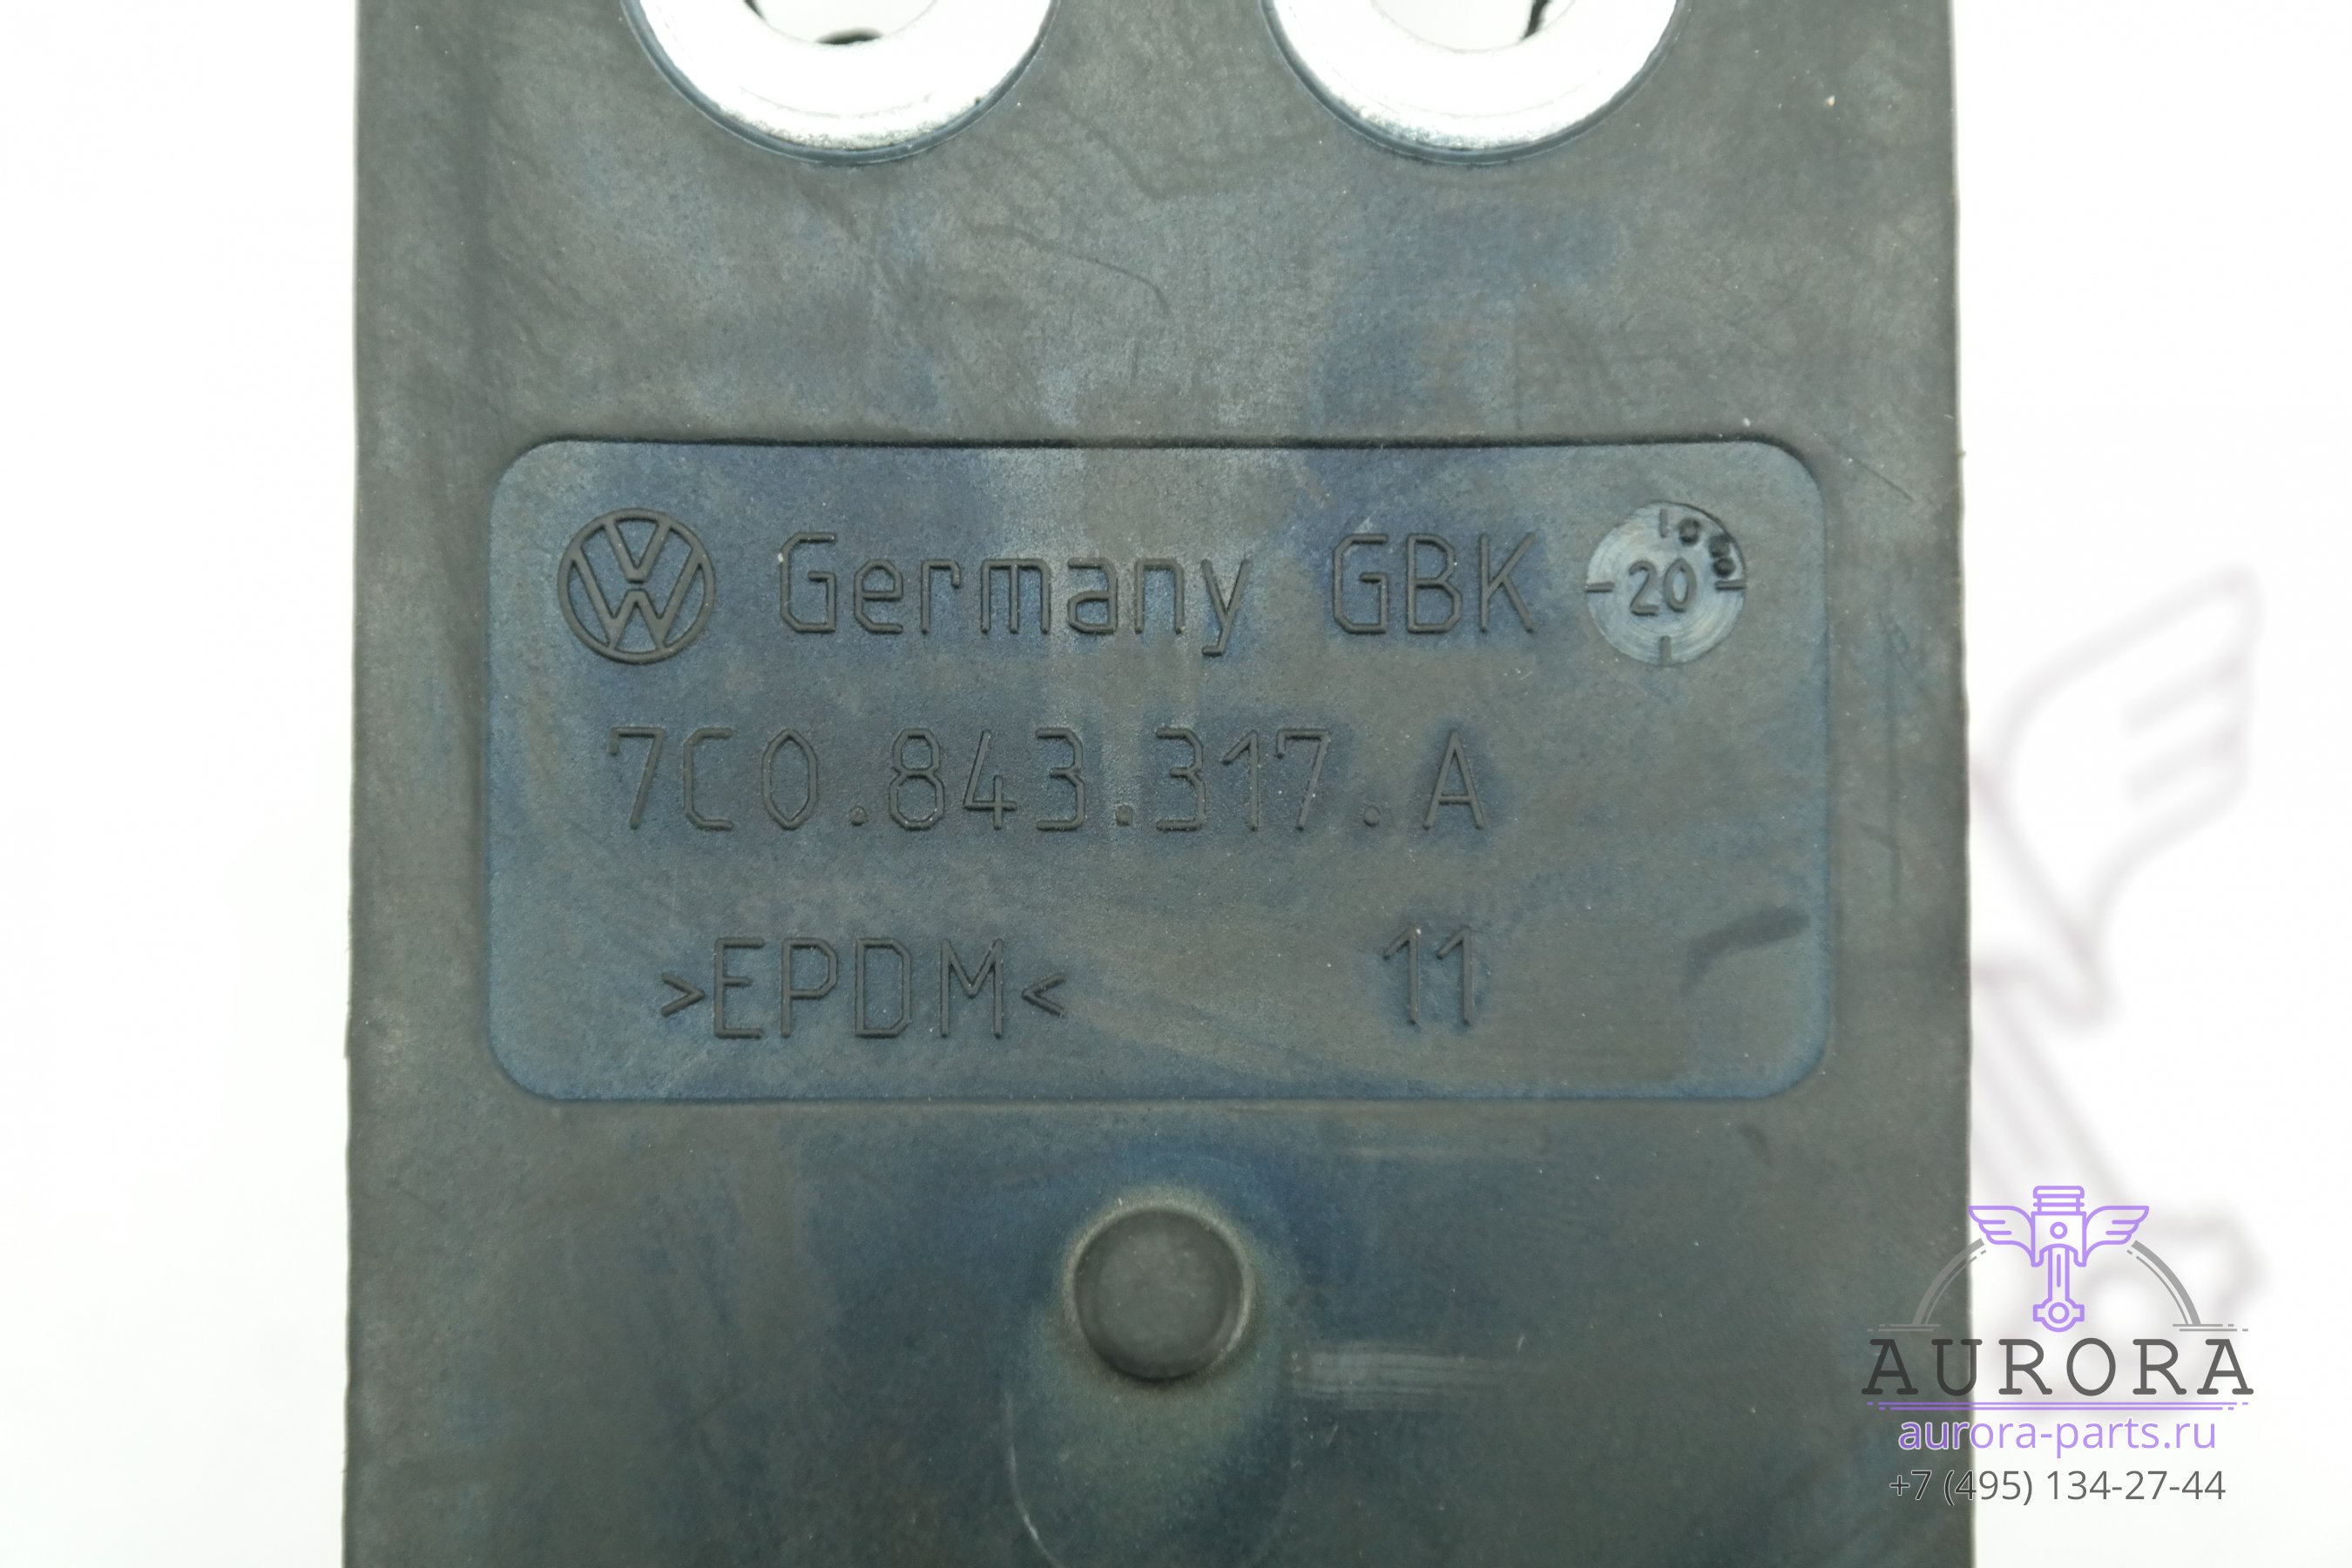 Germany GBK 20
7C0.843.317.A
>EPDM< 11
AURORA
aurora-parts.ru
+7 (495) 134-27-44